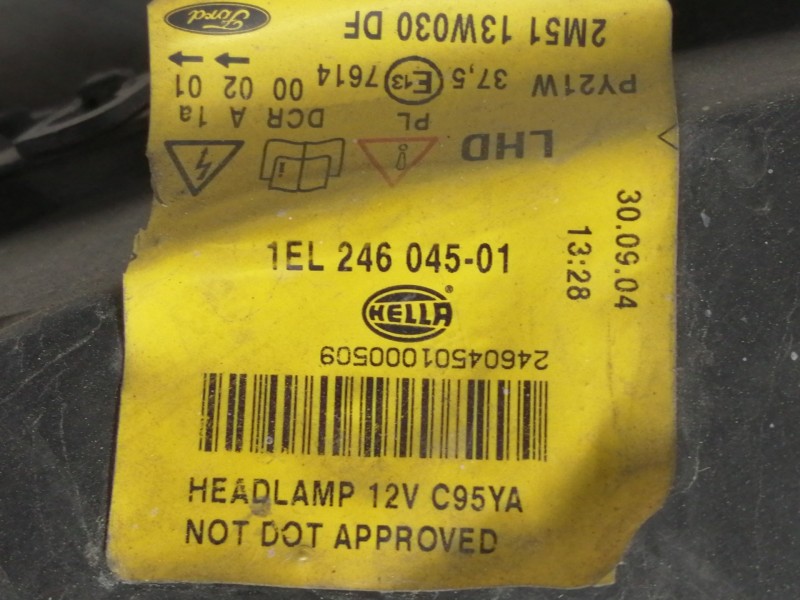 Ford
2M51 13W030 DF
PY21W 37,5 E13 7614 00 02 01
PL DCR A 1a
LHD
1EL 246 045-01
HELLA®
24604501000509
HEADLAMP 12V C95YA
NOT DOT APPROVED
30.09.04
13:28